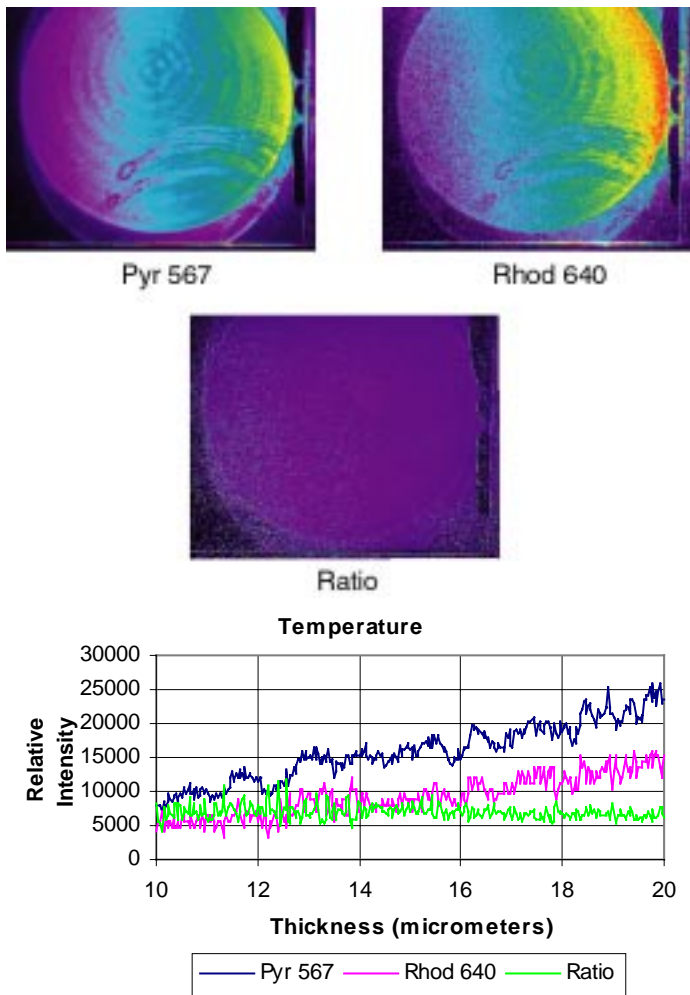 Pyr 567
Rhod 640
Ratio
Temperature
30000
25000
20000
15000
10000
5000
0
Relative
Intensity
10 12 14 16 18 20
Thickness (micrometers)
Pyr 567 Rhod 640 Ratio